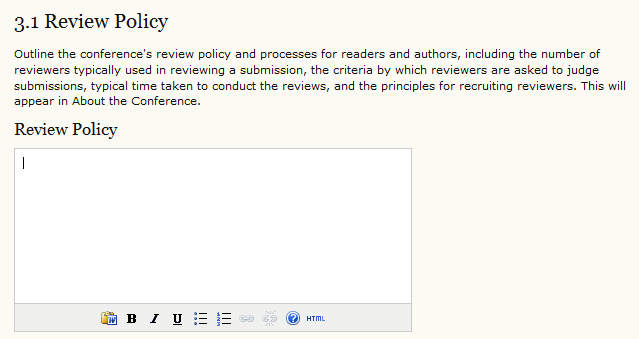 3.1 Review Policy
Outline the conference's review policy and processes for readers and authors, including the number of
reviewers typically used in reviewing a submission, the criteria by which reviewers are asked to judge
submissions, typical time taken to conduct the reviews, and the principles for recruiting reviewers. This will
appear in About the Conference.
Review Policy
B I U HTML